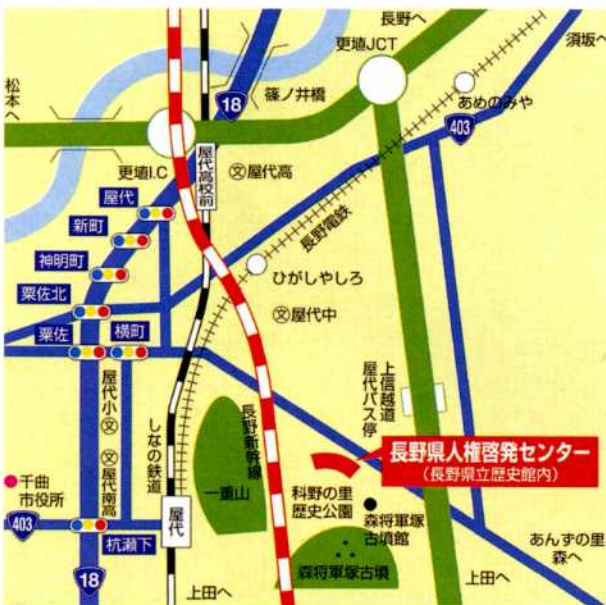 長野へ
更埴JCT
須坂へ
松本へ
18
篠ノ井橋
あめのみや
403
更埴I.C
屋代高校前
文屋代高
屋代
新町
長野電鉄
神明町
ひがしやしろ
粟佐北
文屋代中
粟佐
横町
上信越道
屋代バス停
屋代小文
文屋代南高
しなの鉄道
長野新幹線
長野県人権啓発センター
(長野県立歴史館内)
一重山
科野の里
歴史公園
千曲
市役所
森将軍塚
古墳館
403
屋代
杭瀬下
あんずの里
森へ
森将軍塚古墳
18
上田へ
上田へ